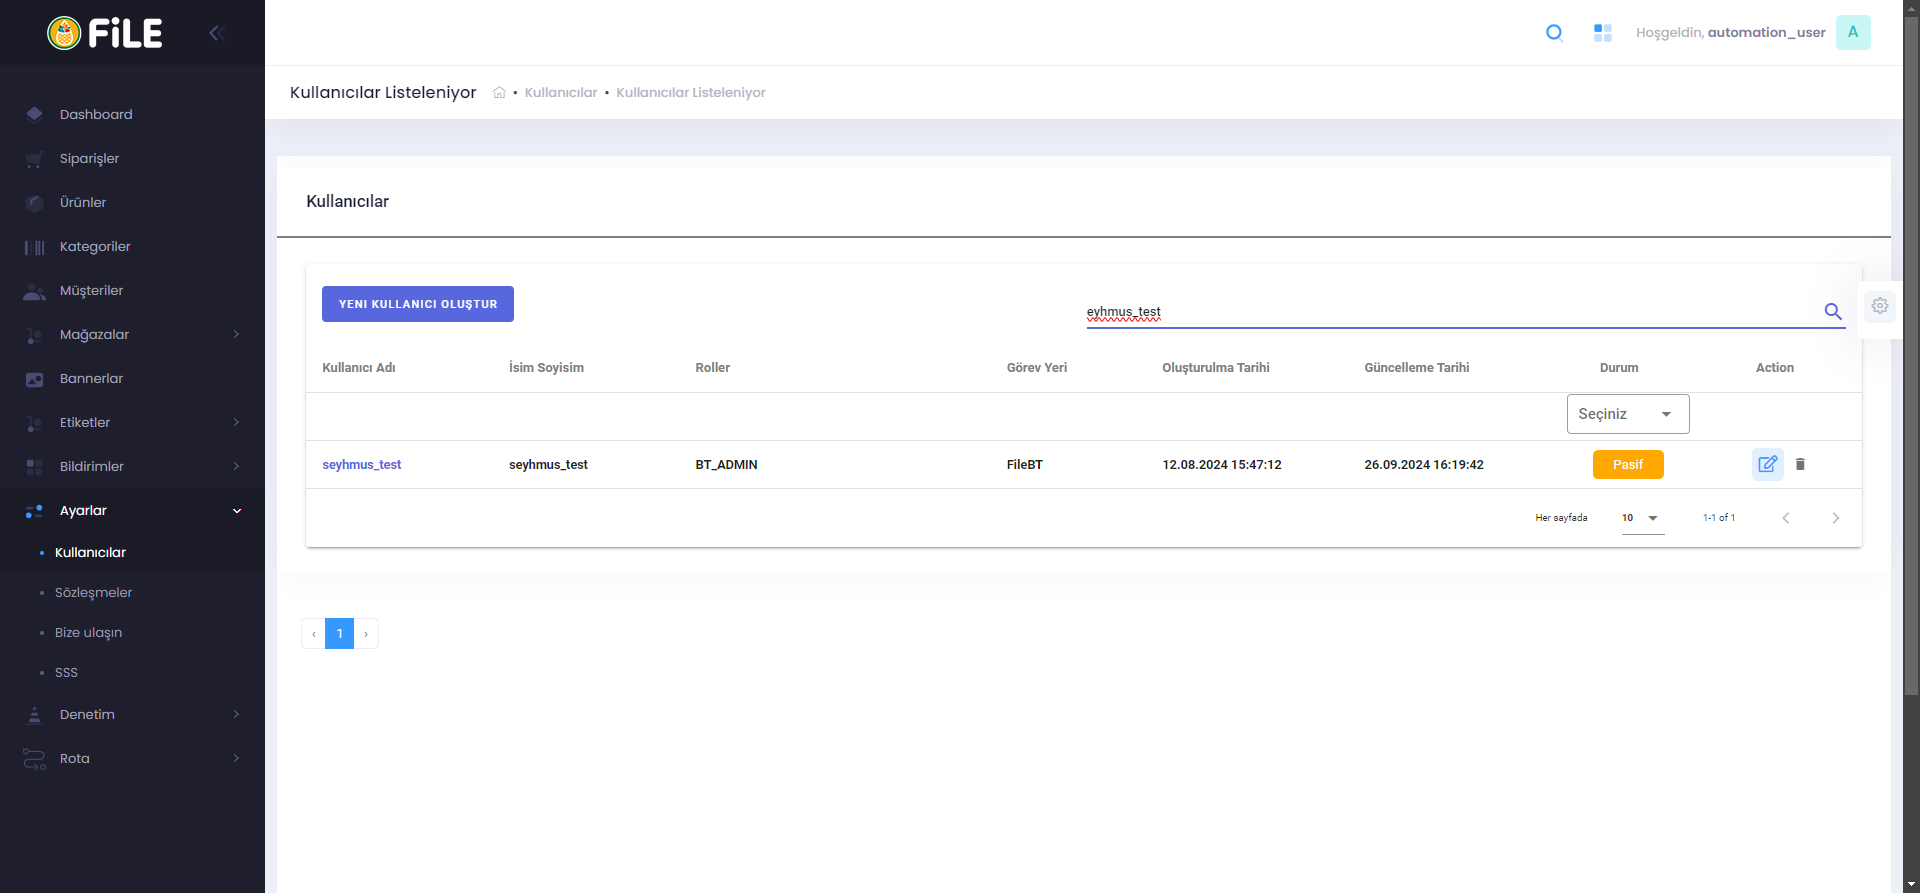 FiLE
Hoşgeldin, automation_user
A
Kullanıcılar Listeleniyor
• Kullanıcılar • Kullanıcılar Listeleniyor
Dashboard
Siparişler
Ürünler
Kategoriler
Müşteriler
Mağazalar
Bannerlar
Etiketler
Bildirimler
Ayarlar
Kullanıcılar
Sözleşmeler
Bize ulaşın
SSS
Denetim
Rota
Kullanıcılar
YENI KULLANICI OLUŞTUR
eyhmus_test
Kullanıcı Adı İsim Soyisim Roller Görev Yeri Oluşturulma Tarihi Güncelleme Tarihi Durum Action
Seçiniz
seyhmus_test seyhmus_test BT_ADMIN FileBT 12.08.2024 15:47:12 26.09.2024 16:19:42 Pasif
Her sayfada 10 1-1 of 1
‹ 1 ›